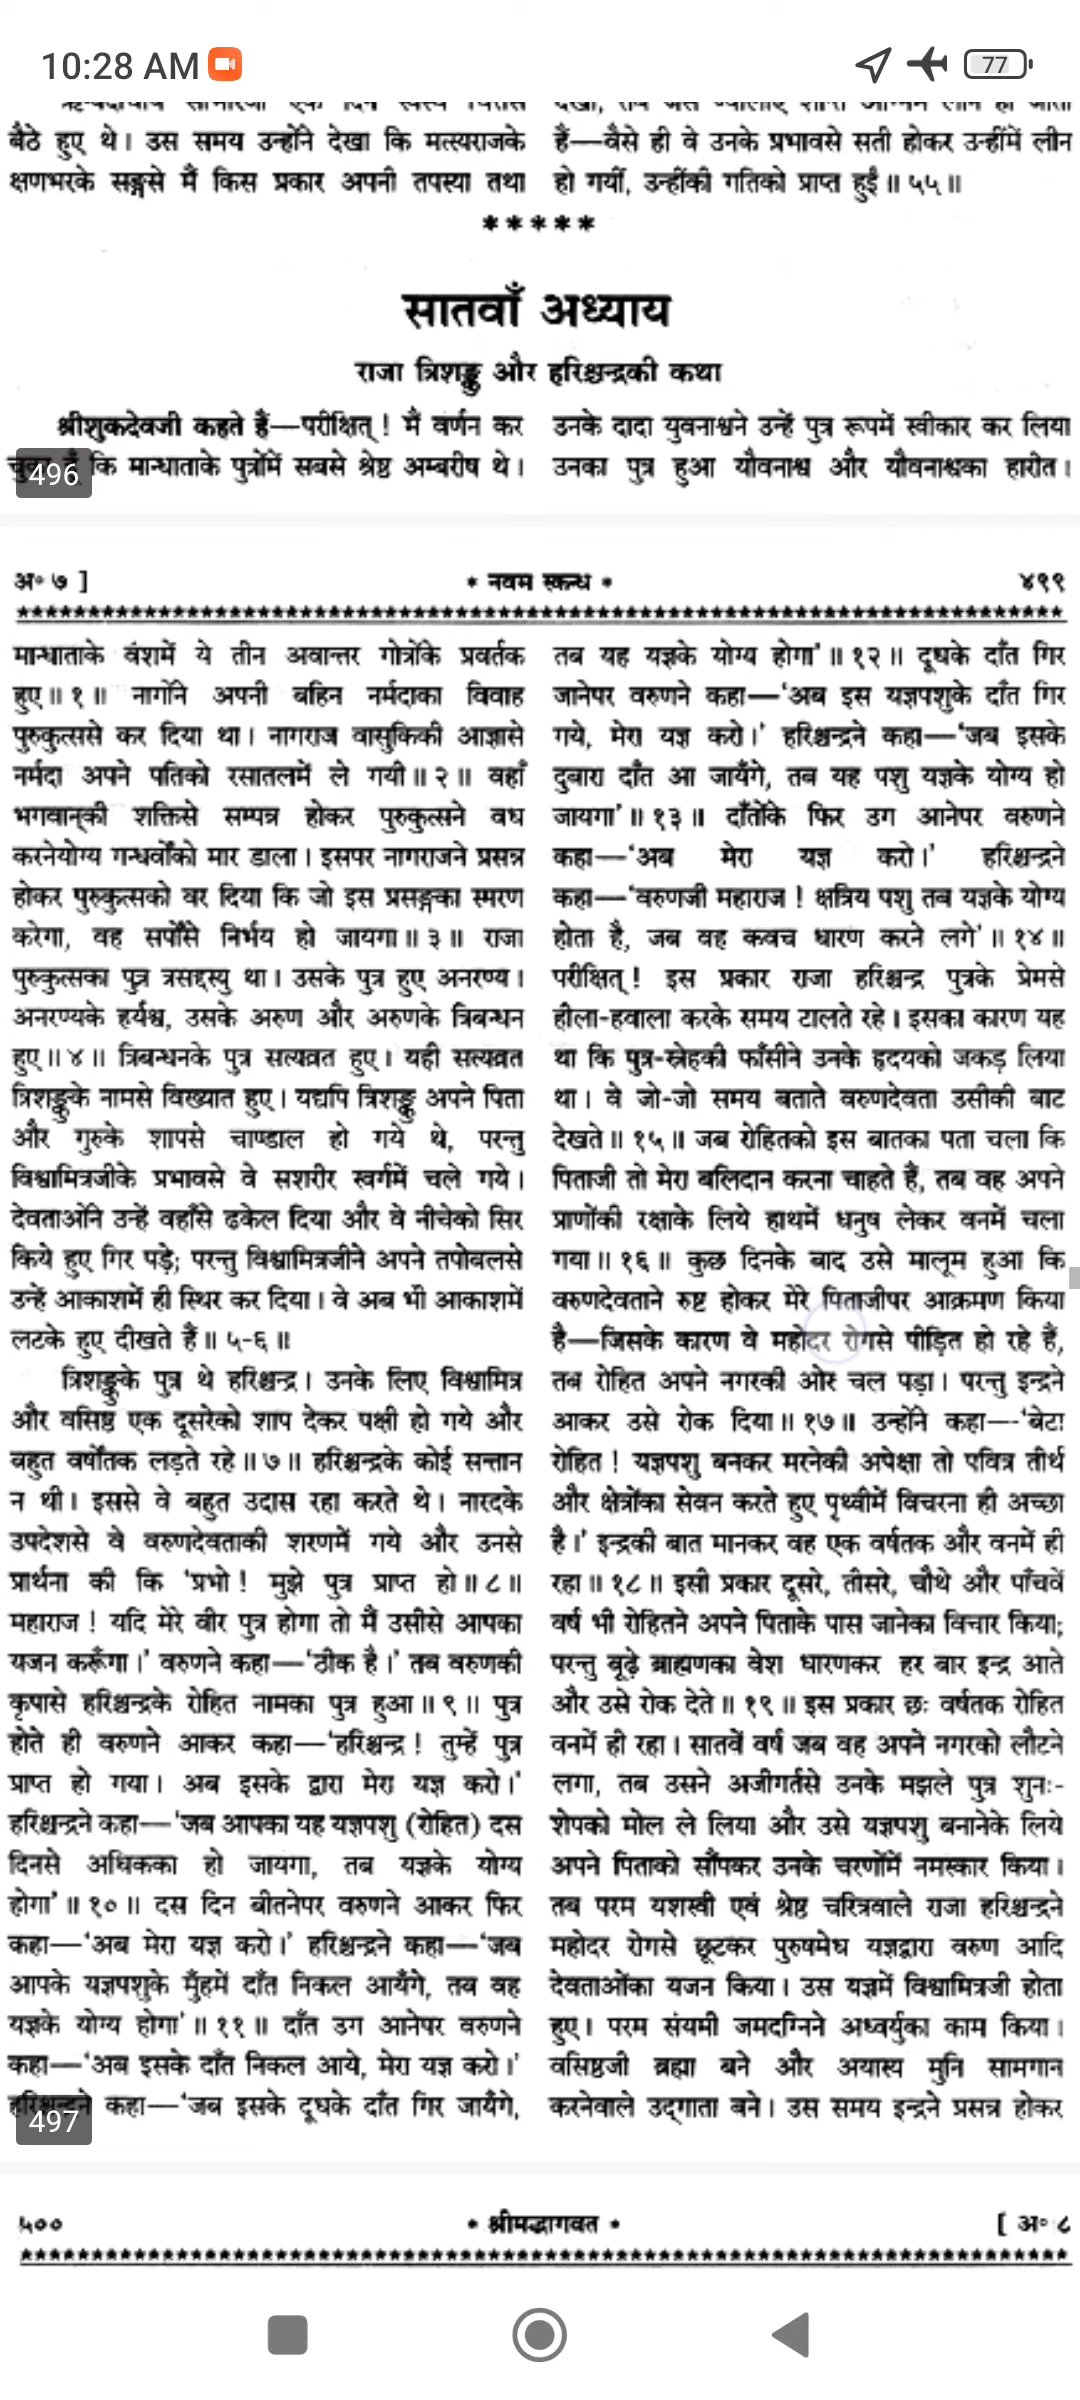 10:28 AM
77
बैठे हुए थे। उस समय उन्होंने देखा कि मत्स्यराजके
क्षणभरके सङ्गसे मैं किस प्रकार अपनी तपस्या तथा
हैं—वैसे ही वे उनके प्रभावसे सती होकर उन्हींमें लीन
हो गयीं, उन्हींकी गतिको प्राप्त हुईं॥ ५५॥
*****
सातवाँ अध्याय
राजा त्रिशङ्कु और हरिश्चन्द्रकी कथा
श्रीशुकदेवजी कहते हैं—परीक्षित्! मैं वर्णन कर
कि मान्धाताके पुत्रोंमें सबसे श्रेष्ठ अम्बरीष थे।
उनके दादा युवनाश्वने उन्हें पुत्र रूपमें स्वीकार कर लिया
उनका पुत्र हुआ यौवनाश्व और यौवनाश्वका हारीत।
496
अ॰ ७ ]
* नवम स्कन्ध *
४९९
मान्धाताके वंशमें ये तीन अवान्तर गोत्रोंके प्रवर्तक
हुए॥ १॥ नागोंने अपनी बहिन नर्मदाका विवाह
पुरुकुत्ससे कर दिया था। नागराज वासुकिकी आज्ञासे
नर्मदा अपने पतिको रसातलमें ले गयी॥ २॥ वहाँ
भगवान्‌की शक्तिसे सम्पन्न होकर पुरुकुत्सने वध
करनेयोग्य गन्धर्वोंको मार डाला। इसपर नागराजने प्रसन्न
होकर पुरुकुत्सको वर दिया कि जो इस प्रसङ्गका स्मरण
करेगा, वह सर्पोंसे निर्भय हो जायगा॥ ३॥ राजा
पुरुकुत्सका पुत्र त्रसद्दस्यु था। उसके पुत्र हुए अनरण्य।
अनरण्यके हर्यश्व, उसके अरुण और अरुणके त्रिबन्धन
हुए॥ ४॥ त्रिबन्धनके पुत्र सत्यव्रत हुए। यही सत्यव्रत
त्रिशङ्कुके नामसे विख्यात हुए। यद्यपि त्रिशङ्कु अपने पिता
और गुरुके शापसे चाण्डाल हो गये थे, परन्तु
विश्वामित्रजीके प्रभावसे वे सशरीर स्वर्गमें चले गये।
देवताओंने उन्हें वहाँसे ढकेल दिया और वे नीचेको सिर
किये हुए गिर पड़े; परन्तु विश्वामित्रजीने अपने तपोबलसे
उन्हें आकाशमें ही स्थिर कर दिया। वे अब भी आकाशमें
लटके हुए दीखते हैं॥ ५-६॥
त्रिशङ्कुके पुत्र थे हरिश्चन्द्र। उनके लिए विश्वामित्र
और वसिष्ठ एक दूसरेको शाप देकर पक्षी हो गये और
बहुत वर्षोंतक लड़ते रहे॥ ७॥ हरिश्चन्द्रके कोई सन्तान
न थी। इससे वे बहुत उदास रहा करते थे। नारदके
उपदेशसे वे वरुणदेवताकी शरणमें गये और उनसे
प्रार्थना की कि 'प्रभो! मुझे पुत्र प्राप्त हो॥ ८॥
महाराज! यदि मेरे वीर पुत्र होगा तो मैं उसीसे आपका
यजन करूँगा।' वरुणने कहा—'ठीक है।' तब वरुणकी
कृपासे हरिश्चन्द्रके रोहित नामका पुत्र हुआ॥ ९॥ पुत्र
होते ही वरुणने आकर कहा—'हरिश्चन्द्र! तुम्हें पुत्र
प्राप्त हो गया। अब इसके द्वारा मेरा यज्ञ करो।'
हरिश्चन्द्रने कहा—'जब आपका यह यज्ञपशु (रोहित) दस
दिनसे अधिकका हो जायगा, तब यज्ञके योग्य
होगा'॥ १०॥ दस दिन बीतनेपर वरुणने आकर फिर
कहा—'अब मेरा यज्ञ करो।' हरिश्चन्द्रने कहा—'जब
आपके यज्ञपशुके मुँहमें दाँत निकल आयेंगे, तब वह
यज्ञके योग्य होगा'॥ ११॥ दाँत उग आनेपर वरुणने
कहा—'अब इसके दाँत निकल आये, मेरा यज्ञ करो।'
हरिश्चन्द्रने कहा—'जब इसके दूधके दाँत गिर जायँगे,
497
तब यह यज्ञके योग्य होगा'॥ १२॥ दूधके दाँत गिर
जानेपर वरुणने कहा—'अब इस यज्ञपशुके दाँत गिर
गये, मेरा यज्ञ करो।' हरिश्चन्द्रने कहा—'जब इसके
दुबारा दाँत आ जायँगे, तब यह पशु यज्ञके योग्य हो
जायगा'॥ १३॥ दाँतोंके फिर उग आनेपर वरुणने
कहा—'अब मेरा यज्ञ करो।' हरिश्चन्द्रने
कहा—'वरुणजी महाराज! क्षत्रिय पशु तब यज्ञके योग्य
होता है, जब वह कवच धारण करने लगे'॥ १४॥
परीक्षित्! इस प्रकार राजा हरिश्चन्द्र पुत्रके प्रेमसे
हीला-हवाला करके समय टालते रहे। इसका कारण यह
था कि पुत्र-स्नेहकी फाँसीने उनके हृदयको जकड़ लिया
था। वे जो-जो समय बताते वरुणदेवता उसीकी बाट
देखते॥ १५॥ जब रोहितको इस बातका पता चला कि
पिताजी तो मेरा बलिदान करना चाहते हैं, तब वह अपने
प्राणोंकी रक्षाके लिये हाथमें धनुष लेकर वनमें चला
गया॥ १६॥ कुछ दिनके बाद उसे मालूम हुआ कि
वरुणदेवताने रुष्ट होकर मेरे पिताजीपर आक्रमण किया
है—जिसके कारण वे महोदर रोगसे पीड़ित हो रहे हैं,
तब रोहित अपने नगरकी ओर चल पड़ा। परन्तु इन्द्रने
आकर उसे रोक दिया॥ १७॥ उन्होंने कहा—'बेटा
रोहित! यज्ञपशु बनकर मरनेकी अपेक्षा तो पवित्र तीर्थ
और क्षेत्रोंका सेवन करते हुए पृथ्वीमें विचरना ही अच्छा
है।' इन्द्रकी बात मानकर वह एक वर्षतक और वनमें ही
रहा॥ १८॥ इसी प्रकार दूसरे, तीसरे, चौथे और पाँचवें
वर्ष भी रोहितने अपने पिताके पास जानेका विचार किया;
परन्तु बूढ़े ब्राह्मणका वेश धारणकर हर बार इन्द्र आते
और उसे रोक देते॥ १९॥ इस प्रकार छः वर्षतक रोहित
वनमें ही रहा। सातवें वर्ष जब वह अपने नगरको लौटने
लगा, तब उसने अजीगर्तसे उनके मझले पुत्र शुनः-
शेपको मोल ले लिया और उसे यज्ञपशु बनानेके लिये
अपने पिताको सौंपकर उनके चरणोंमें नमस्कार किया।
तब परम यशस्वी एवं श्रेष्ठ चरित्रवाले राजा हरिश्चन्द्रने
महोदर रोगसे छूटकर पुरुषमेध यज्ञद्वारा वरुण आदि
देवताओंका यजन किया। उस यज्ञमें विश्वामित्रजी होता
हुए। परम संयमी जमदग्निने अध्वर्युका काम किया।
वसिष्ठजी ब्रह्मा बने और अयास्य मुनि सामगान
करनेवाले उद्‌गाता बने। उस समय इन्द्रने प्रसन्न होकर
५००
* श्रीमद्भागवत *
[ अ॰ ८